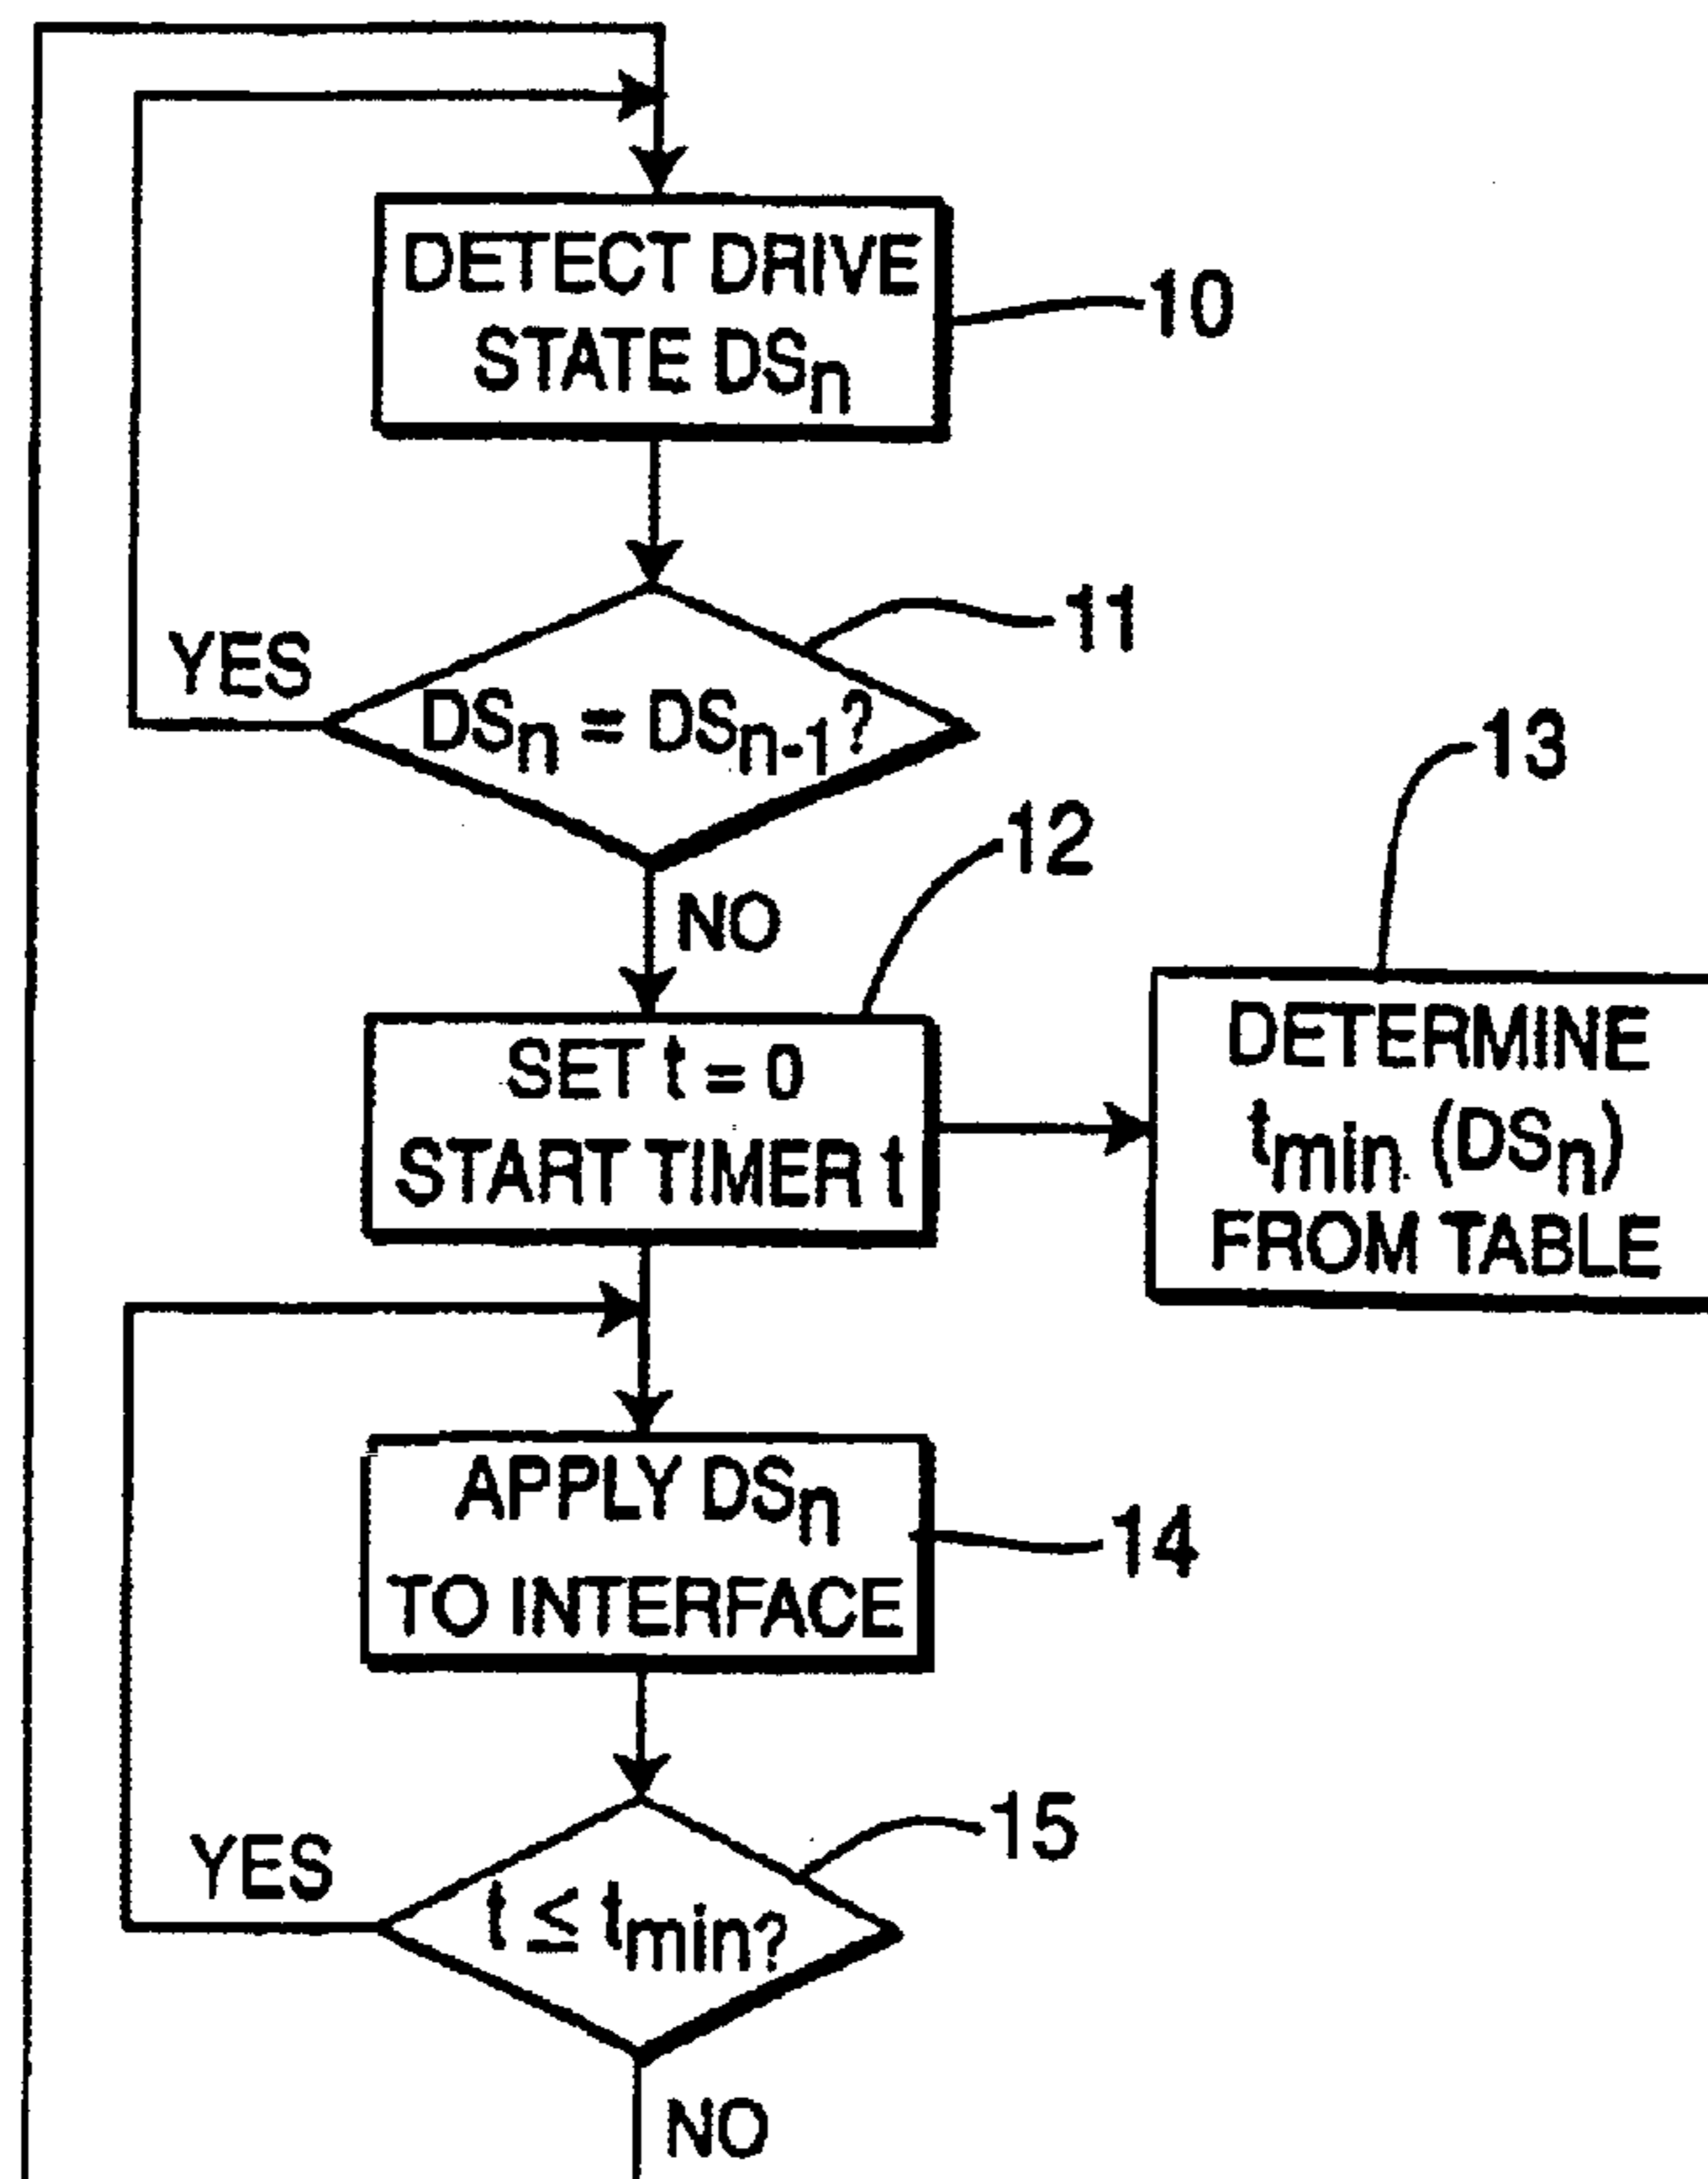 DETECT DRIVE
STATE DSn
10
11
YES
DSn = DSn-1?
12
13
NO
SET t = 0
START TIMER t
DETERMINE
tmin (DSn)
FROM TABLE
APPLY DSn
TO INTERFACE
14
15
YES
t ≤ tmin?
NO